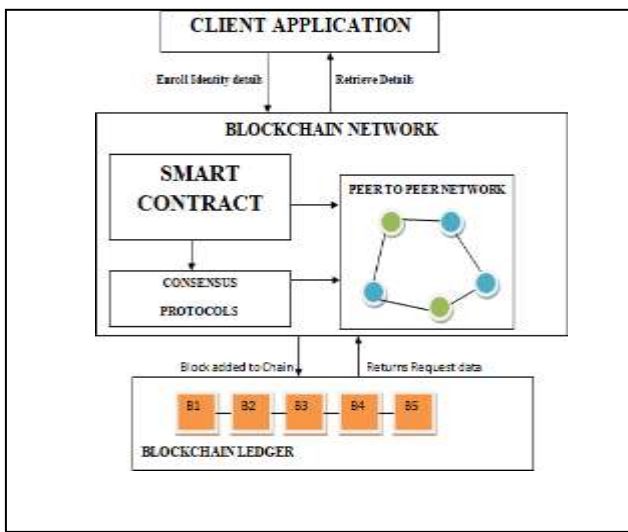 CLIENT APPLICATION
Enroll Identity details
Retrieve Details
BLOCKCHAIN NETWORK
SMART
CONTRACT
PEER TO PEER NETWORK
CONSENSUS
PROTOCOLS
Block added to Chain
Returns Request data
B1 B2 B3 B4 B5
BLOCKCHAIN LEDGER